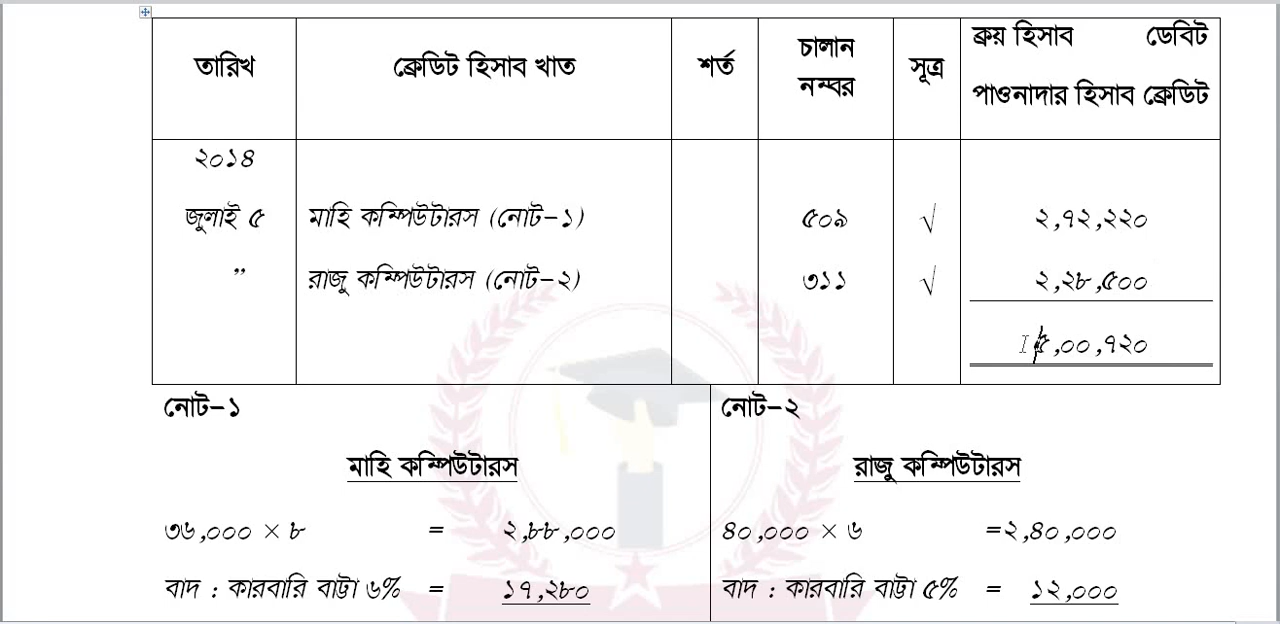 তারিখ ক্রেডিট হিসাব খাত শর্ত চালান নম্বর সূত্র ক্রয় হিসাব ডেবিট
পাওনাদার হিসাব ক্রেডিট
২০১৪
জুলাই ৫ মাহি কম্পিউটারস (নোট-১) ৫০৯ √ ২,৭২,২২০
” রাজু কম্পিউটারস (নোট-২) ৩১১ √ ২,২৮,৫০০
৫,০০,৭২০
নোট-১ নোট-২
মাহি কম্পিউটারস রাজু কম্পিউটারস
৩৬,০০০ × ৮ = ২,৮৮,০০০ ৪০,০০০ × ৬ =২,৪০,০০০
বাদ : কারবারি বাট্টা ৬% = ১৭,২৮০ বাদ : কারবারি বাট্টা ৫% = ১২,০০০